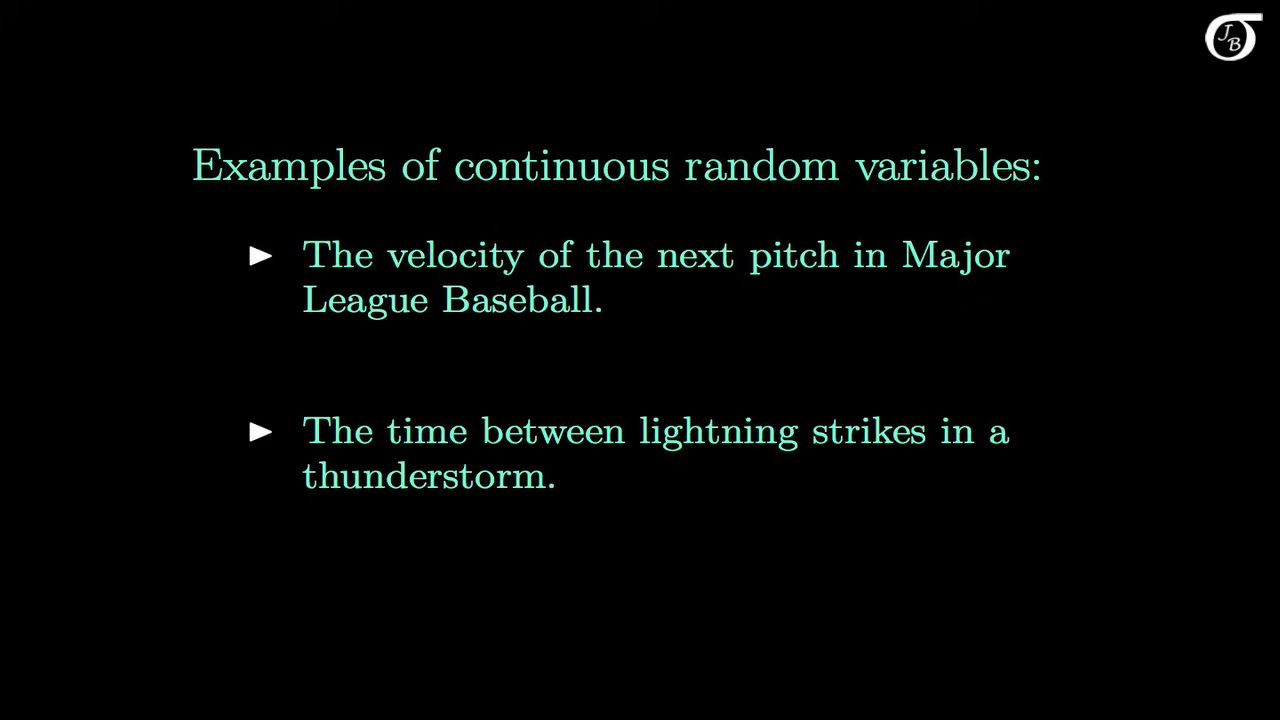 JB
Examples of continuous random variables:
The velocity of the next pitch in Major
League Baseball.
The time between lightning strikes in a
thunderstorm.